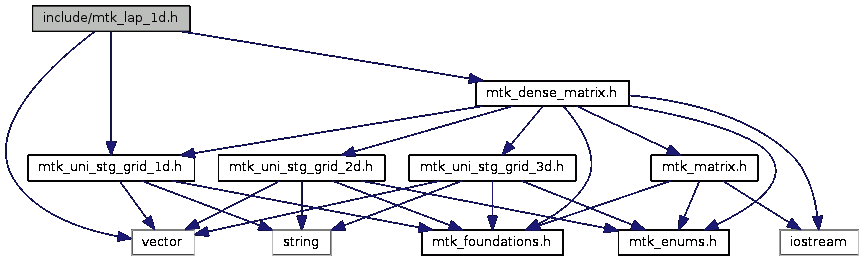 include/mtk_lap_1d.h
mtk_dense_matrix.h
mtk_uni_stg_grid_1d.h
mtk_uni_stg_grid_2d.h
mtk_uni_stg_grid_3d.h
mtk_matrix.h
vector
string
mtk_foundations.h
mtk_enums.h
iostream